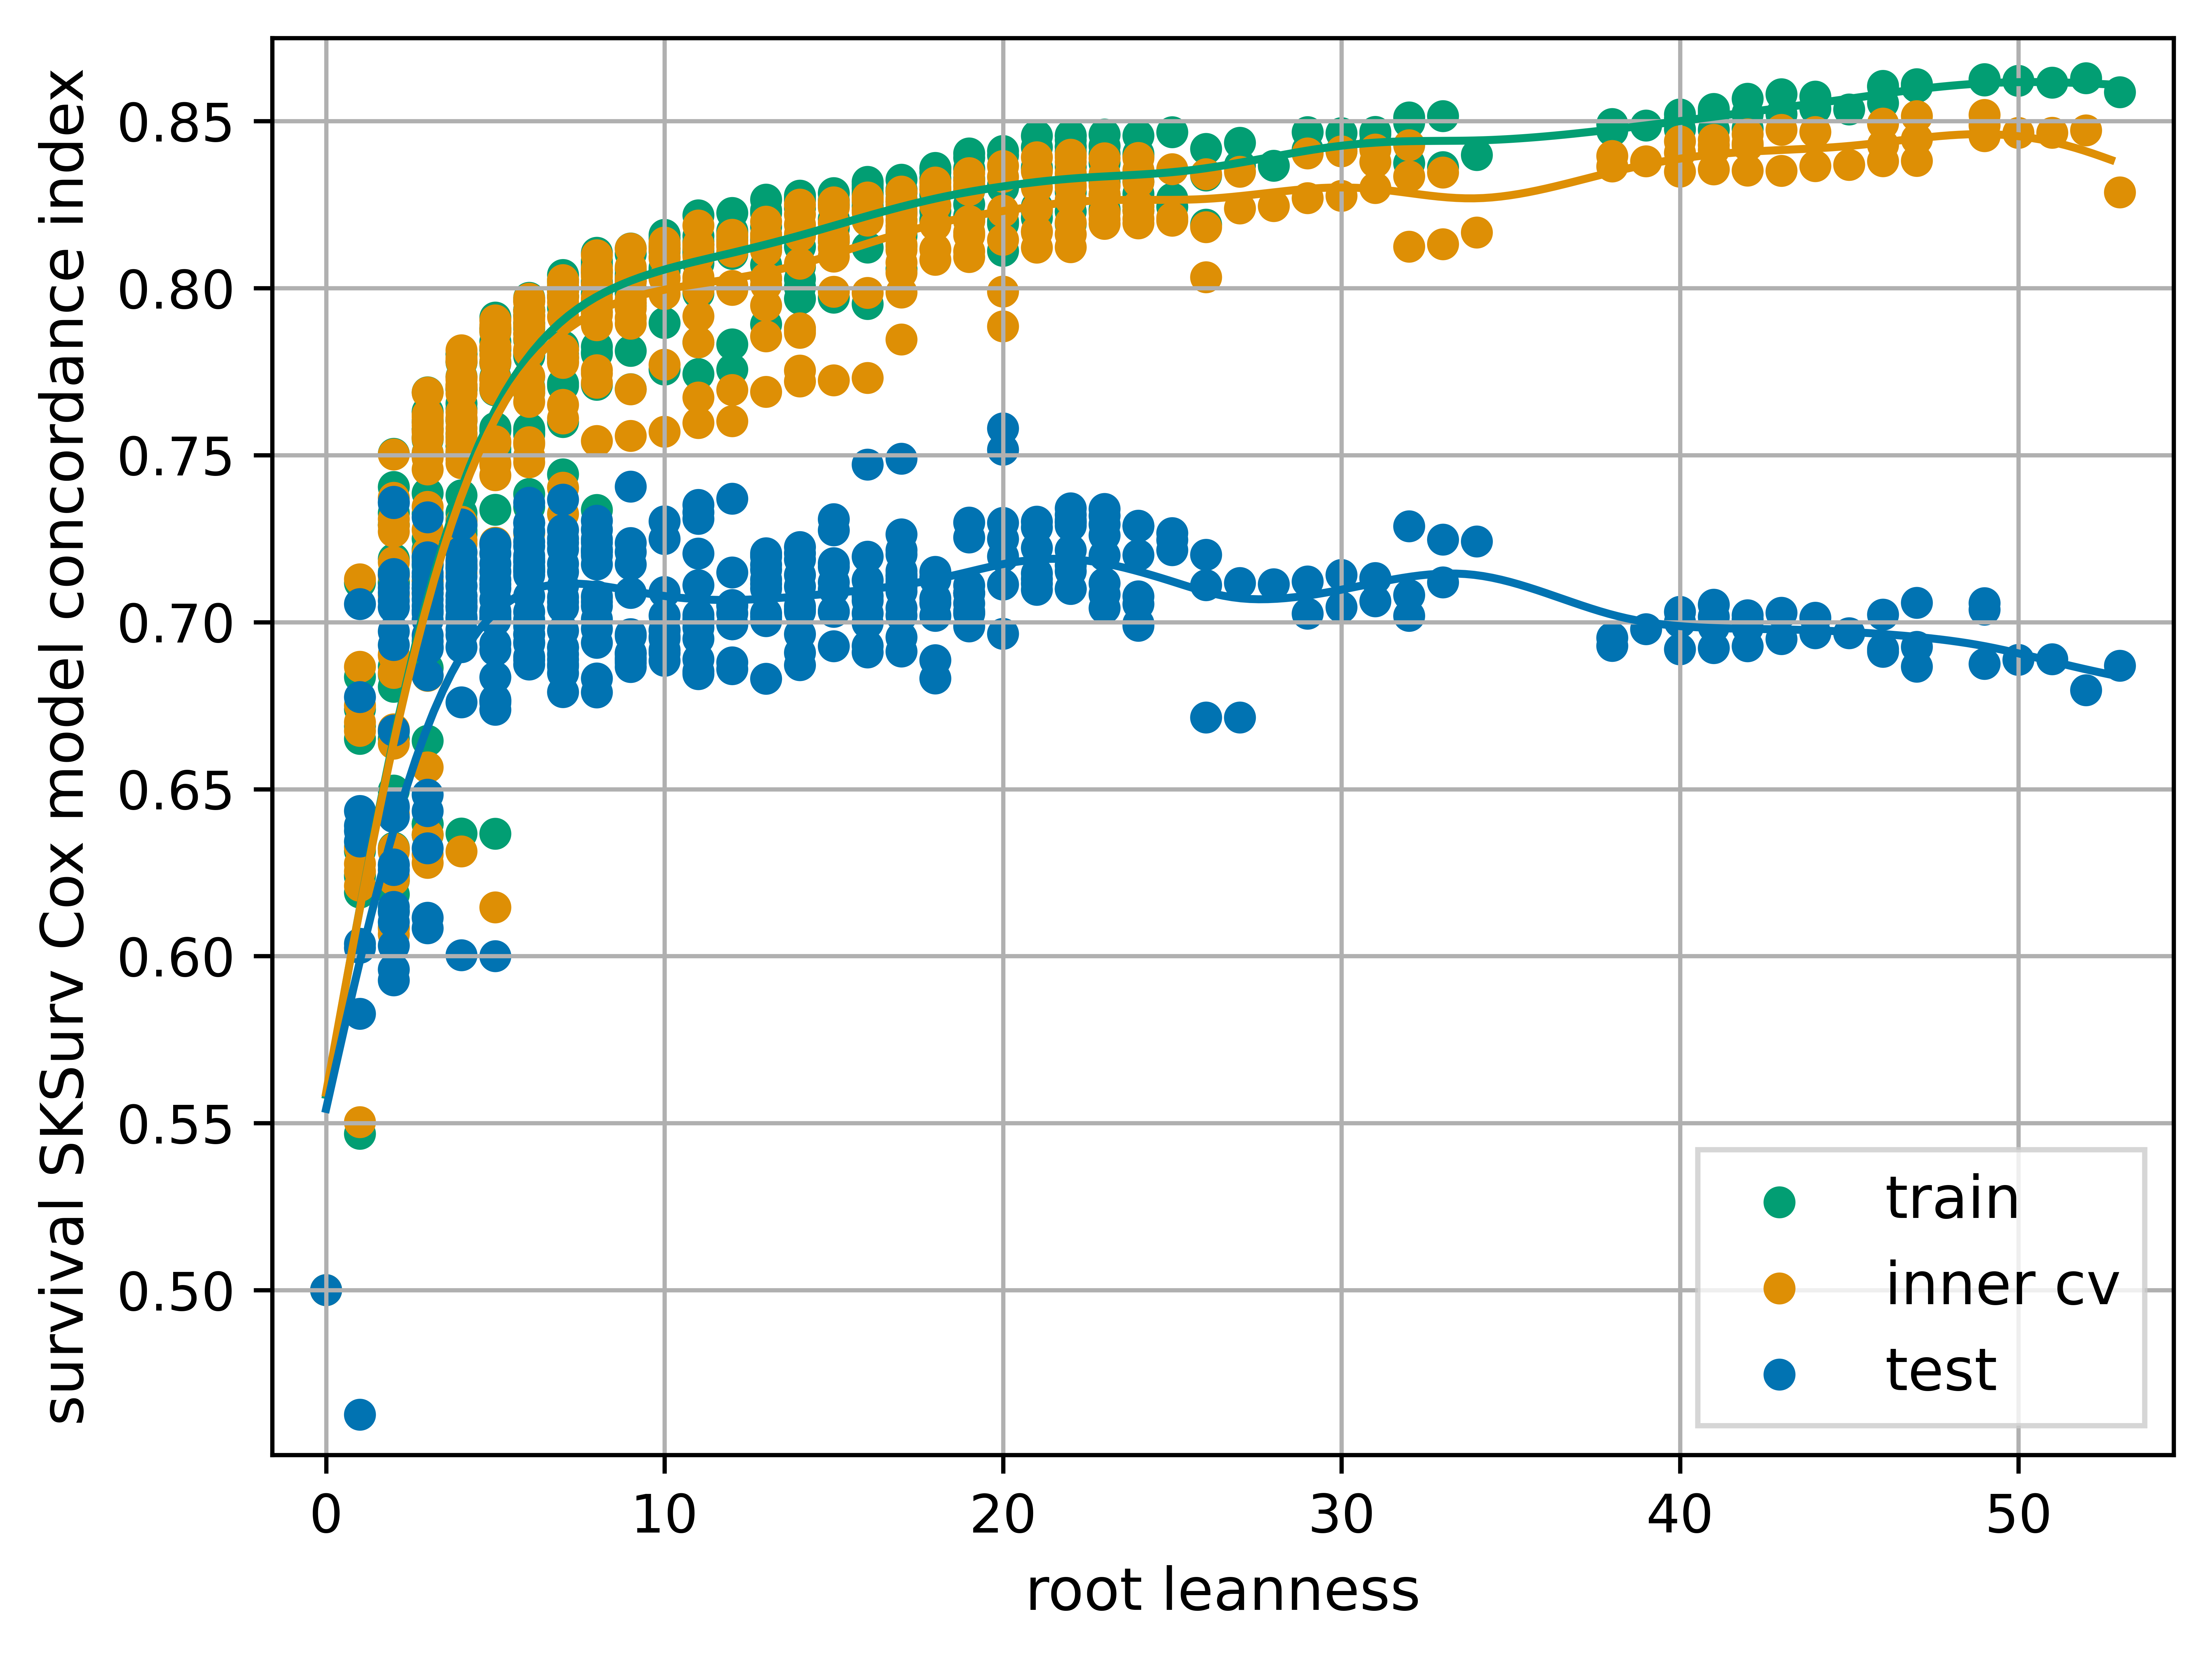 survival SKSurv Cox model concordance index
0.85
0.80
0.75
0.70
0.65
0.60
0.55
0.50
train
inner cv
test
0 10 20 30 40 50
root leanness